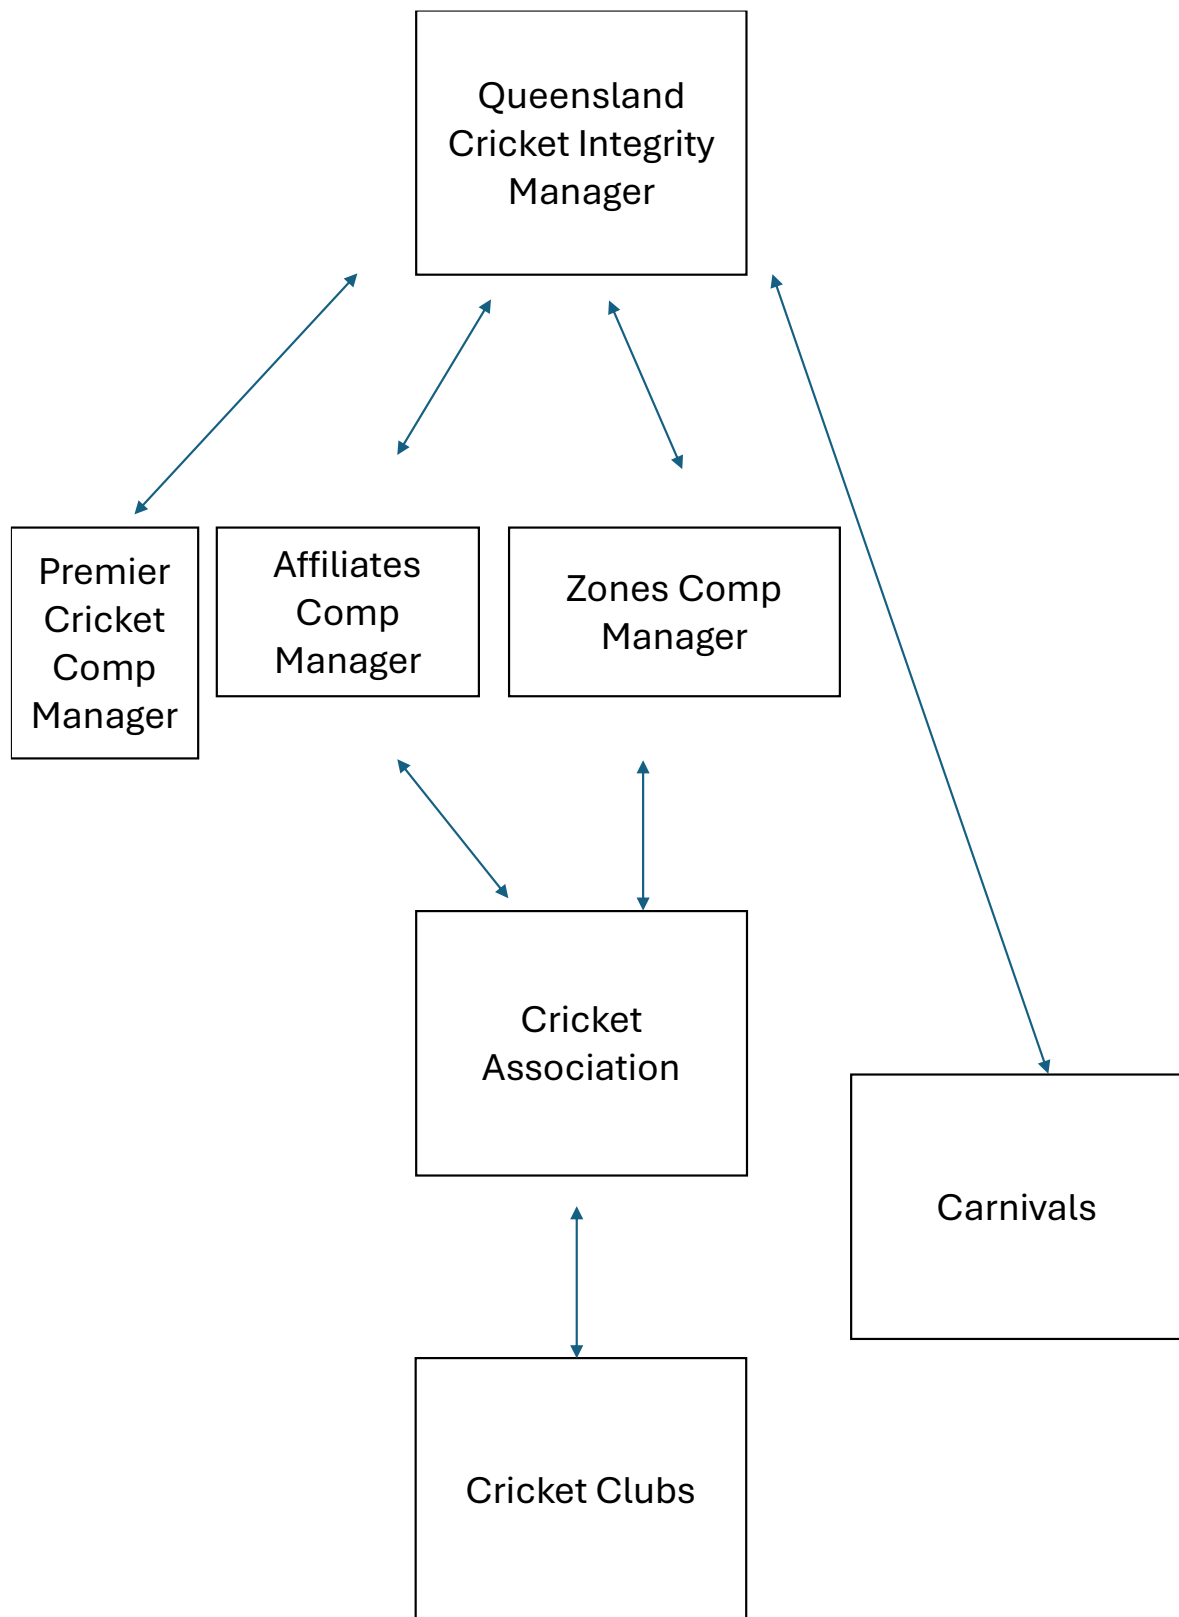 Queensland
Cricket Integrity
Manager
Premier
Cricket
Comp
Manager
Affiliates
Comp
Manager
Zones Comp
Manager
Cricket
Association
Carnivals
Cricket Clubs